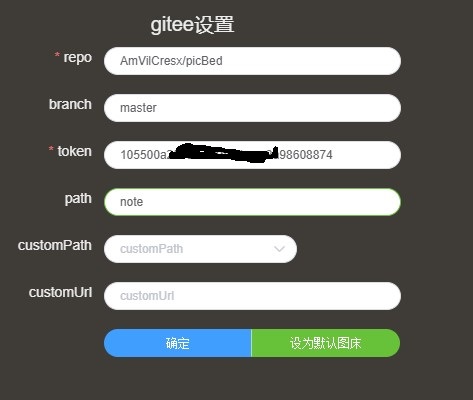 gitee设置
* repo AmVilCresx/picBed
branch master
* token 105500a 98608874
path note
customPath customPath
customUrl customUrl
确定 设为默认图床